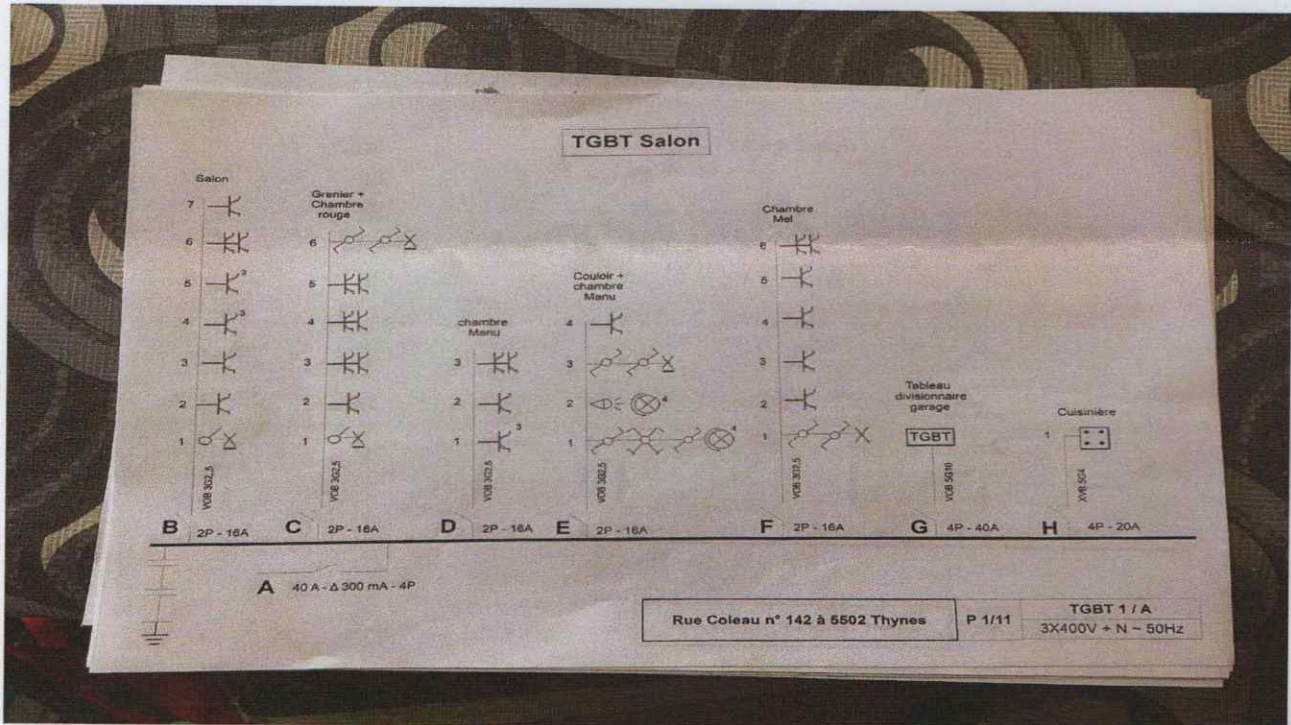 TGBT Salon
Salon
7
6
5 3
4 3
3
2
1
VOB 3G2,5
B 2P - 16A
Grenier +
Chambre
rouge
6
5
4
3
2
1
VOB 3G2,5
C 2P - 16A
chambre
Manu
3
2
1 3
VOB 3G2,5
D 2P - 16A
Couloir +
chambre
Manu
4
3
2 4
1 4
VOB 3G2,5
E 2P - 16A
Chambre
Mel
6
5
4
3
2
1
VOB 3G2,5
F 2P - 16A
Tableau
divisionnaire
garage
TGBT
VOB 5G10
G 4P - 40A
Cuisinière
1
XVB 5G4
H 4P - 20A
A 40 A - Δ 300 mA - 4P
Rue Coleau n° 142 à 5502 Thynes
P 1/11
TGBT 1 / A
3X400V + N ~ 50Hz